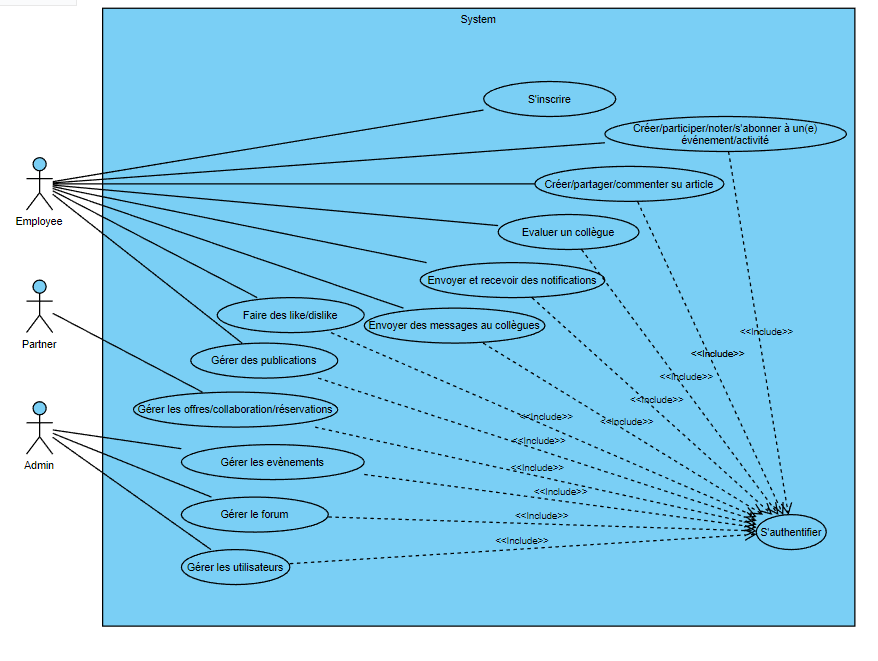 System
S'inscrire
Créer/participer/noter/s'abonner à un(e)
événement/activité
Employee
Créer/partager/commenter su article
Evaluer un collègue
Envoyer et recevoir des notifications
Faire des like/dislike
Envoyer des messages au collègues
<<Include>>
Partner
<<Include>>
Gérer des publications
<<Include>>
<<Include>>
Gérer les offres/collaboration/réservations
<<Include>>
<<Include>>
<<Include>>
Admin
Gérer les evènements
<<Include>>
<<Include>>
Gérer le forum
<<Include>>
S'authentifier
<<Include>>
Gérer les utilisateurs